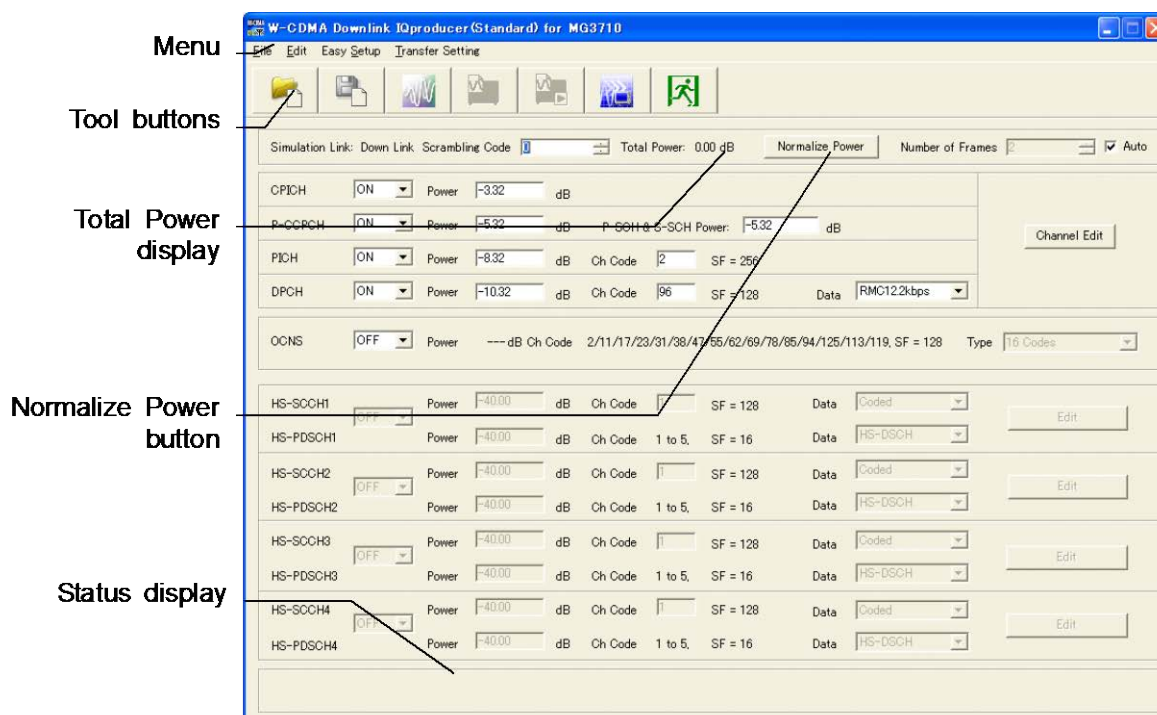 W-CDMA Downlink IQproducer(Standard) for MG3710
Menu
File Edit Easy Setup Transfer Setting
Tool buttons
Simulation Link: Down Link Scrambling Code 0 Total Power: 0.00 dB Normalize Power Number of Frames 2 Auto
CPICH ON Power -3.32 dB
Total Power display
P-CCPCH ON Power -5.32 dB P-SCH & S-SCH Power: -5.32 dB
Channel Edit
PICH ON Power -8.32 dB Ch Code 2 SF = 256
DPCH ON Power -10.32 dB Ch Code 96 SF = 128 Data RMC12.2kbps
OCNS OFF Power --- dB Ch Code 2/11/17/23/31/38/47/55/62/69/78/85/94/125/113/119, SF = 128 Type 16 Codes
Normalize Power button
HS-SCCH1 OFF Power -40.00 dB Ch Code 1 SF = 128 Data Coded Edit
HS-PDSCH1 Power -40.00 dB Ch Code 1 to 5, SF = 16 Data HS-DSCH
HS-SCCH2 OFF Power -40.00 dB Ch Code 1 SF = 128 Data Coded Edit
HS-PDSCH2 Power -40.00 dB Ch Code 1 to 5, SF = 16 Data HS-DSCH
HS-SCCH3 OFF Power -40.00 dB Ch Code 1 SF = 128 Data Coded Edit
HS-PDSCH3 Power -40.00 dB Ch Code 1 to 5, SF = 16 Data HS-DSCH
Status display
HS-SCCH4 OFF Power -40.00 dB Ch Code 1 SF = 128 Data Coded Edit
HS-PDSCH4 Power -40.00 dB Ch Code 1 to 5, SF = 16 Data HS-DSCH